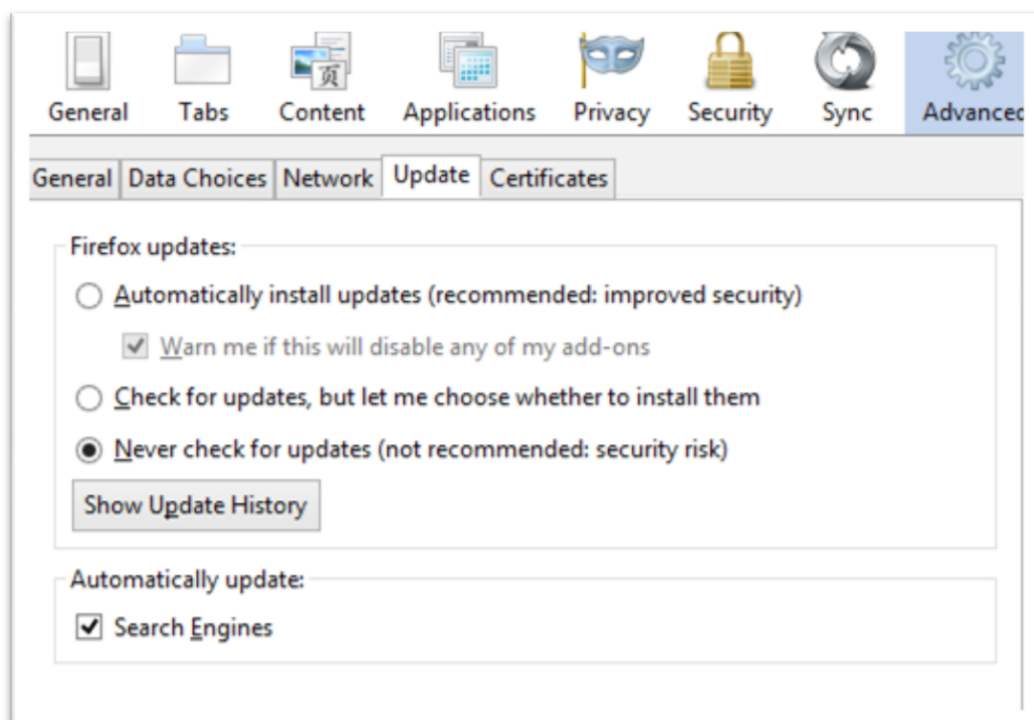 页
General Tabs Content Applications Privacy Security Sync Advanced
General Data Choices Network Update Certificates
Firefox updates:
Automatically install updates (recommended: improved security)
Warn me if this will disable any of my add-ons
Check for updates, but let me choose whether to install them
Never check for updates (not recommended: security risk)
Show Update History
Automatically update:
Search Engines